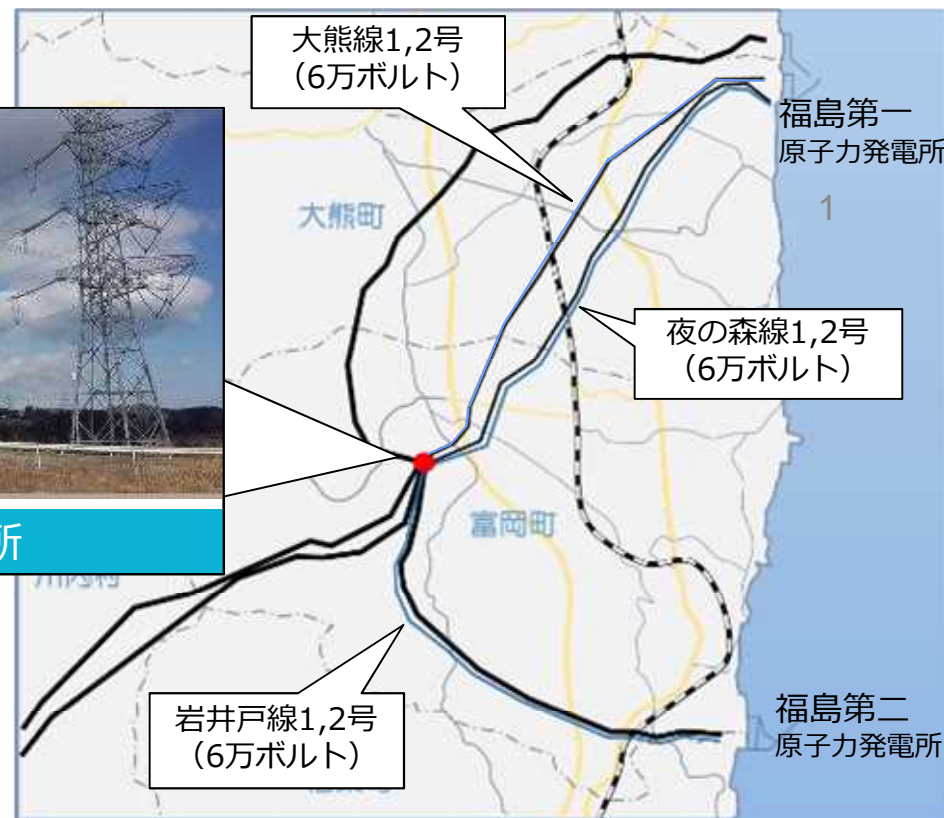 大熊線1,2号
（6万ボルト）
福島第一
原子力発電所
1
大熊町
夜の森線1,2号
（6万ボルト）
富岡町
所
川内村
岩井戸線1,2号
（6万ボルト）
福島第二
原子力発電所